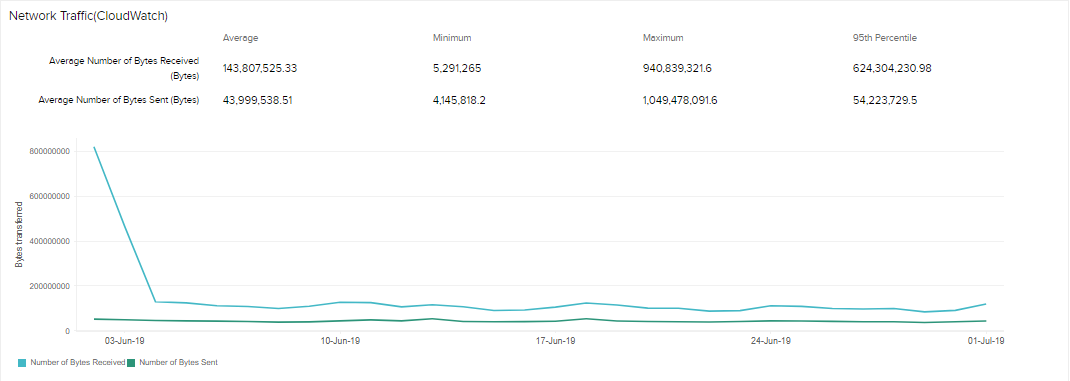 Network Traffic(CloudWatch)
Average Minimum Maximum 95th Percentile
Average Number of Bytes Received
(Bytes)
143,807,525.33 5,291,265 940,839,321.6 624,304,230.98
Average Number of Bytes Sent (Bytes) 43,999,538.51 4,145,818.2 1,049,478,091.6 54,223,729.5
Bytes transferred
800000000
600000000
400000000
200000000
0
03-Jun-19 10-Jun-19 17-Jun-19 24-Jun-19 01-Jul-19
Number of Bytes Received Number of Bytes Sent